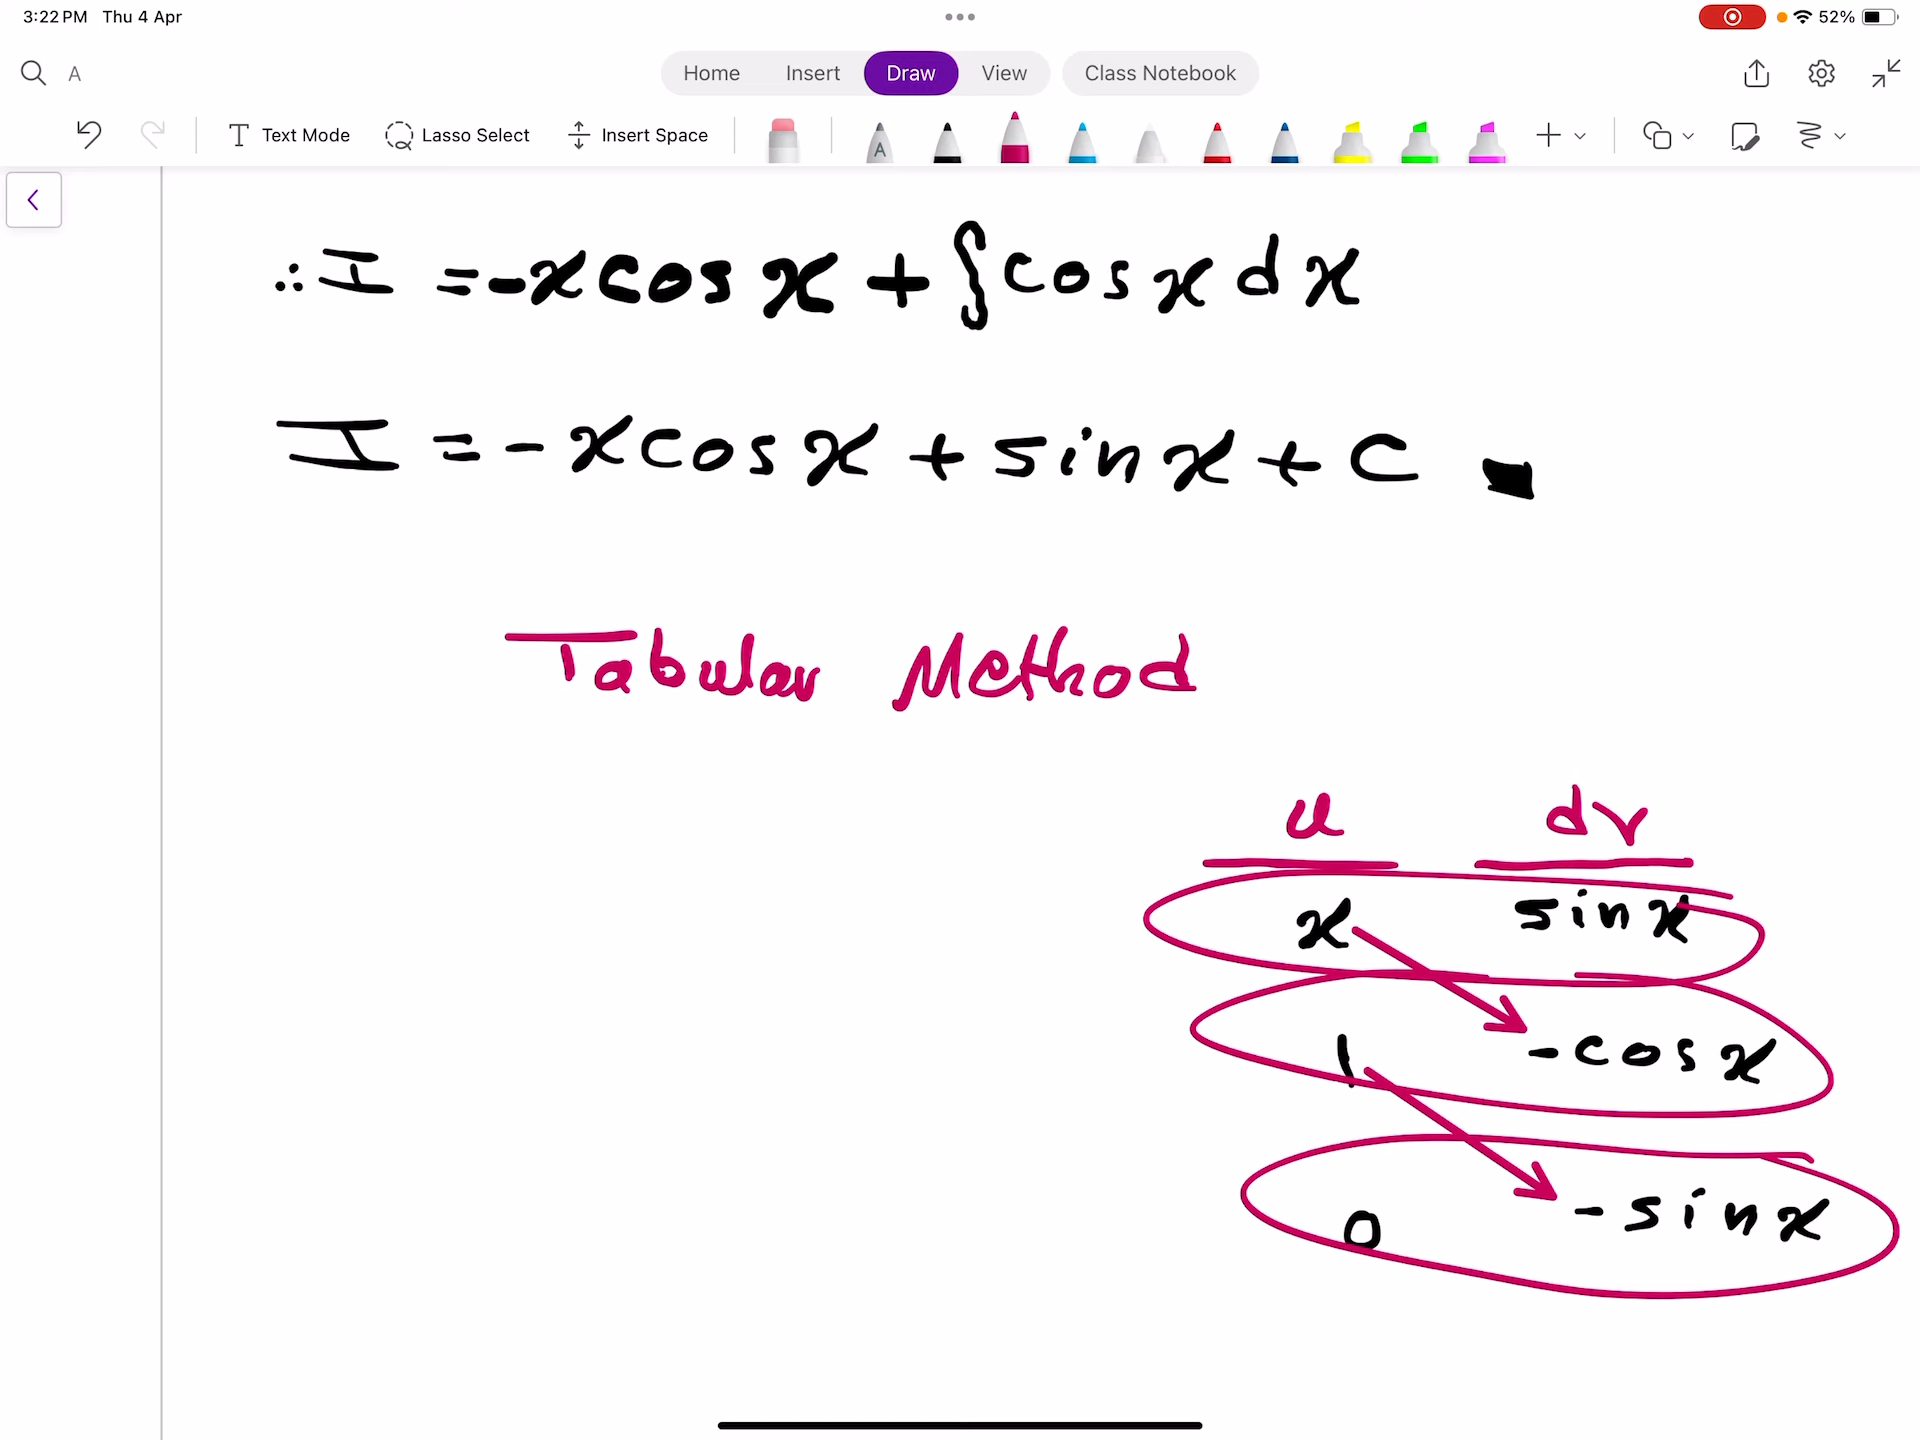 3:22 PM Thu 4 Apr
52%
A
Home Insert Draw View Class Notebook
Text Mode Lasso Select Insert Space
A
∴ I = -x cos x + ∫ cos x dx
I = -x cos x + sin x + C
Tabular Method
u dv
x sin x
1 -cos x
0 -sin x